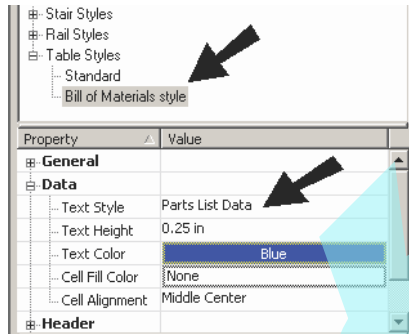 Stair Styles
Rail Styles
Table Styles
Standard
Bill of Materials style
Property Value
General
Data
Text Style Parts List Data
Text Height 0.25 in
Text Color Blue
Cell Fill Color None
Cell Alignment Middle Center
Header